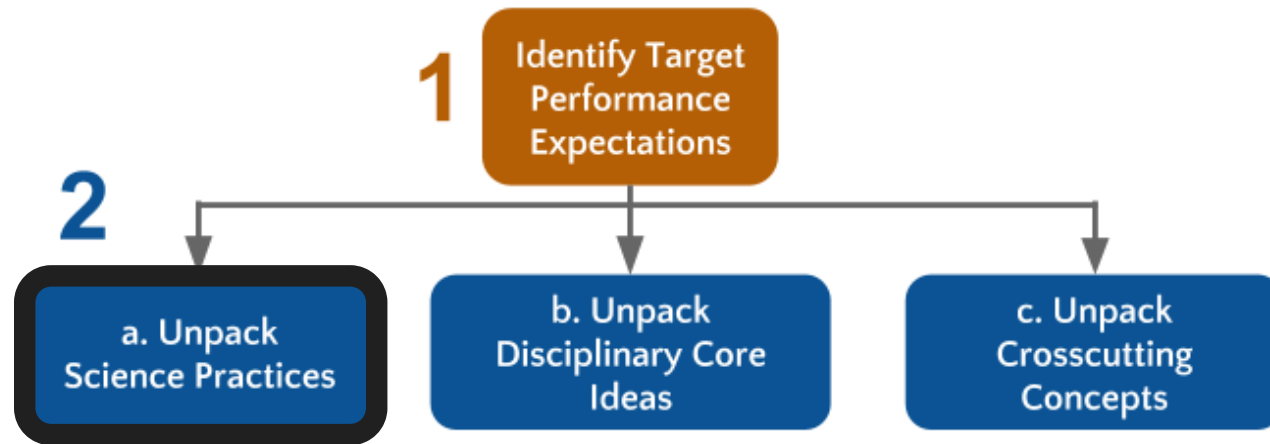 1
Identify Target
Performance
Expectations
2
a. Unpack
Science Practices
b. Unpack
Disciplinary Core
Ideas
c. Unpack
Crosscutting
Concepts